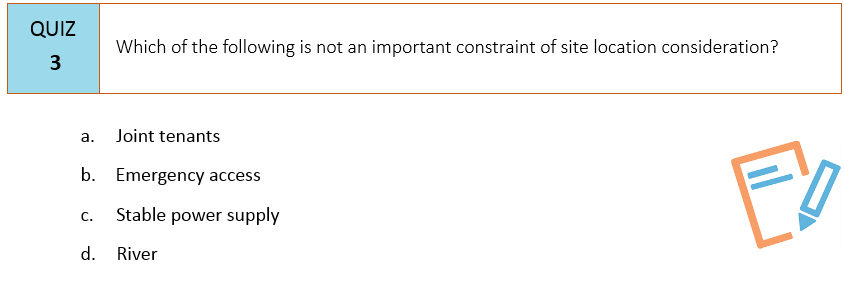 QUIZ
3
Which of the following is not an important constraint of site location consideration?
a. Joint tenants
b. Emergency access
c. Stable power supply
d. River